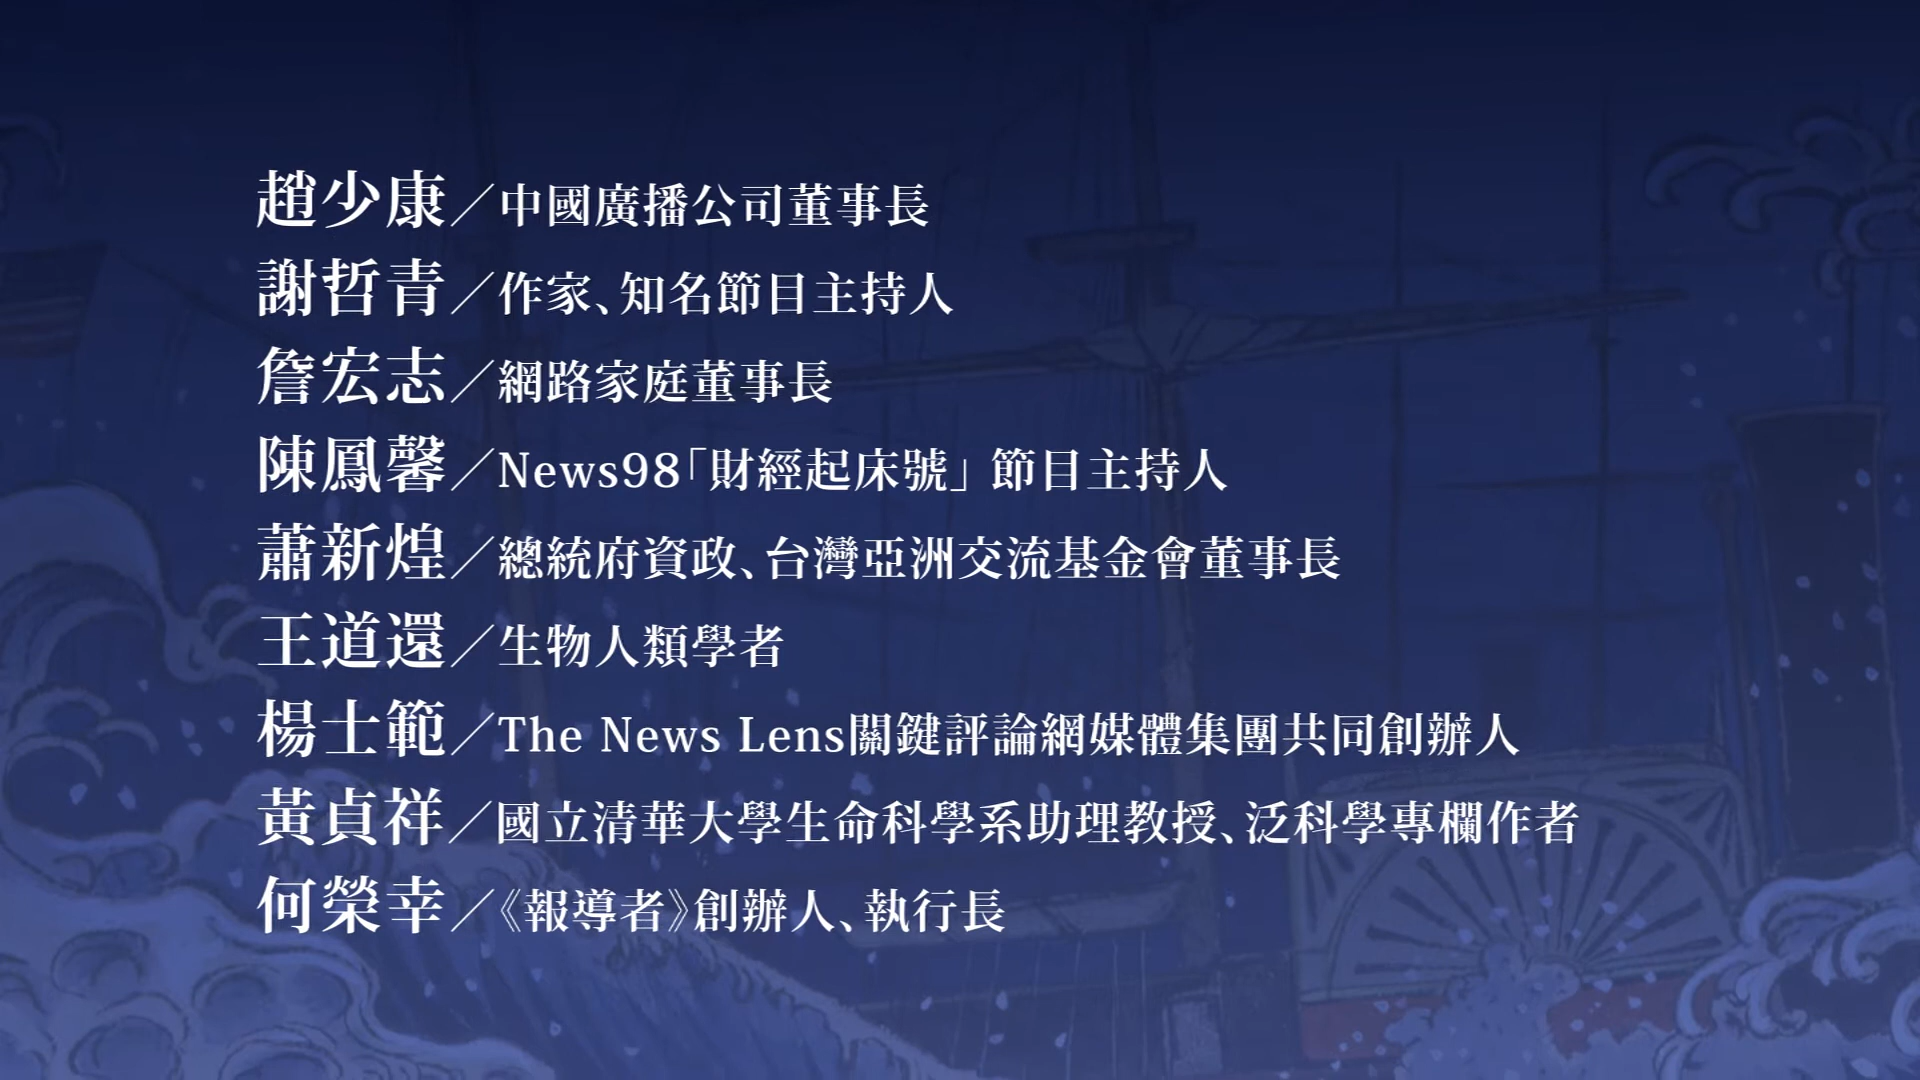 趙少康／中國廣播公司董事長
謝哲青／作家、知名節目主持人
詹宏志／網路家庭董事長
陳鳳馨／News98「財經起床號」節目主持人
蕭新煌／總統府資政、台灣亞洲交流基金會董事長
王道還／生物人類學者
楊士範／The News Lens關鍵評論網媒體集團共同創辦人
黃貞祥／國立清華大學生命科學系助理教授、泛科學專欄作者
何榮幸／《報導者》創辦人、執行長